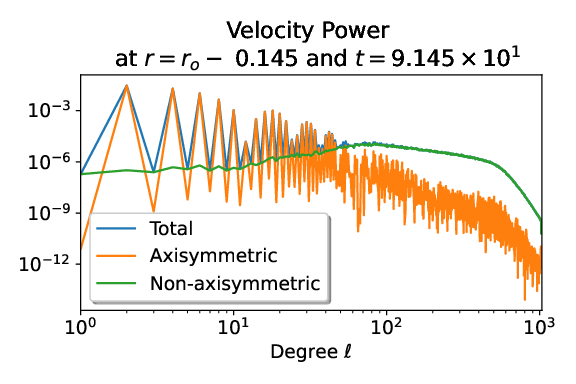 Velocity Power
at r = r_o − 0.145 and t = 9.145 × 10^1
10^−3
10^−6
10^−9
10^−12
Total
Axisymmetric
Non-axisymmetric
10^0 10^1 10^2 10^3
Degree ℓ